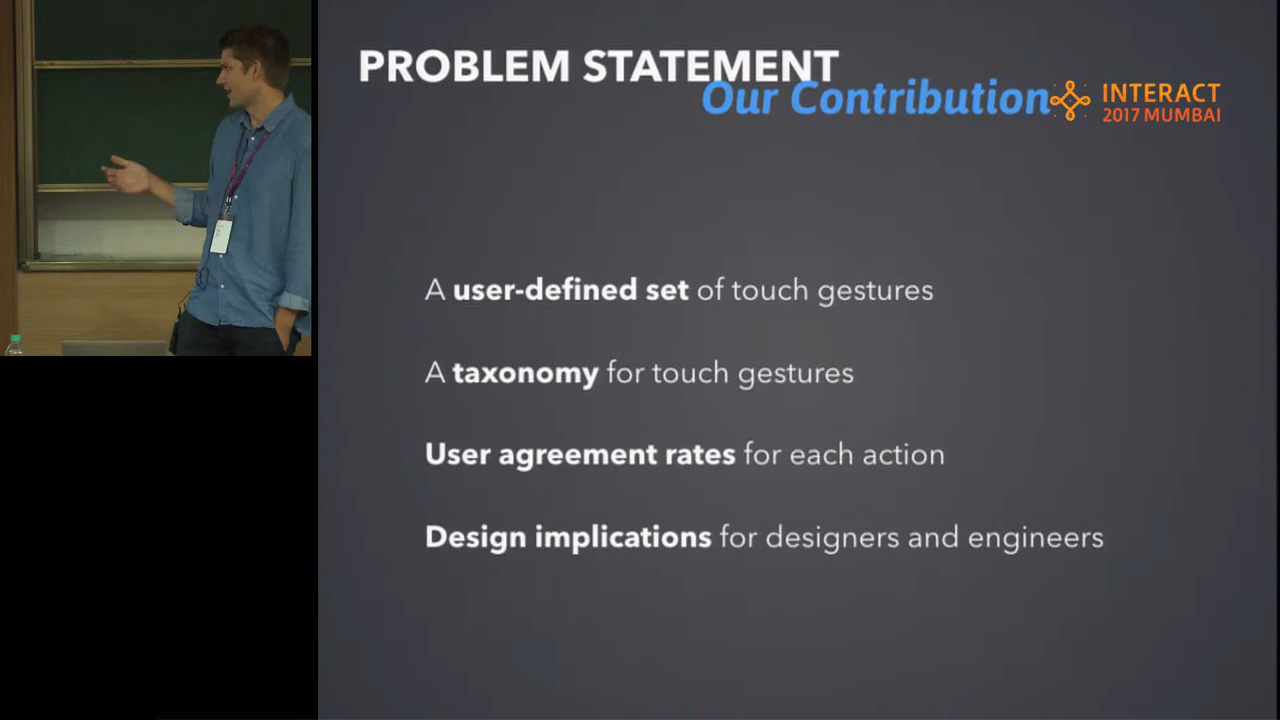 PROBLEM STATEMENT
Our Contribution
INTERACT
2017 MUMBAI
A user-defined set of touch gestures
A taxonomy for touch gestures
User agreement rates for each action
Design implications for designers and engineers